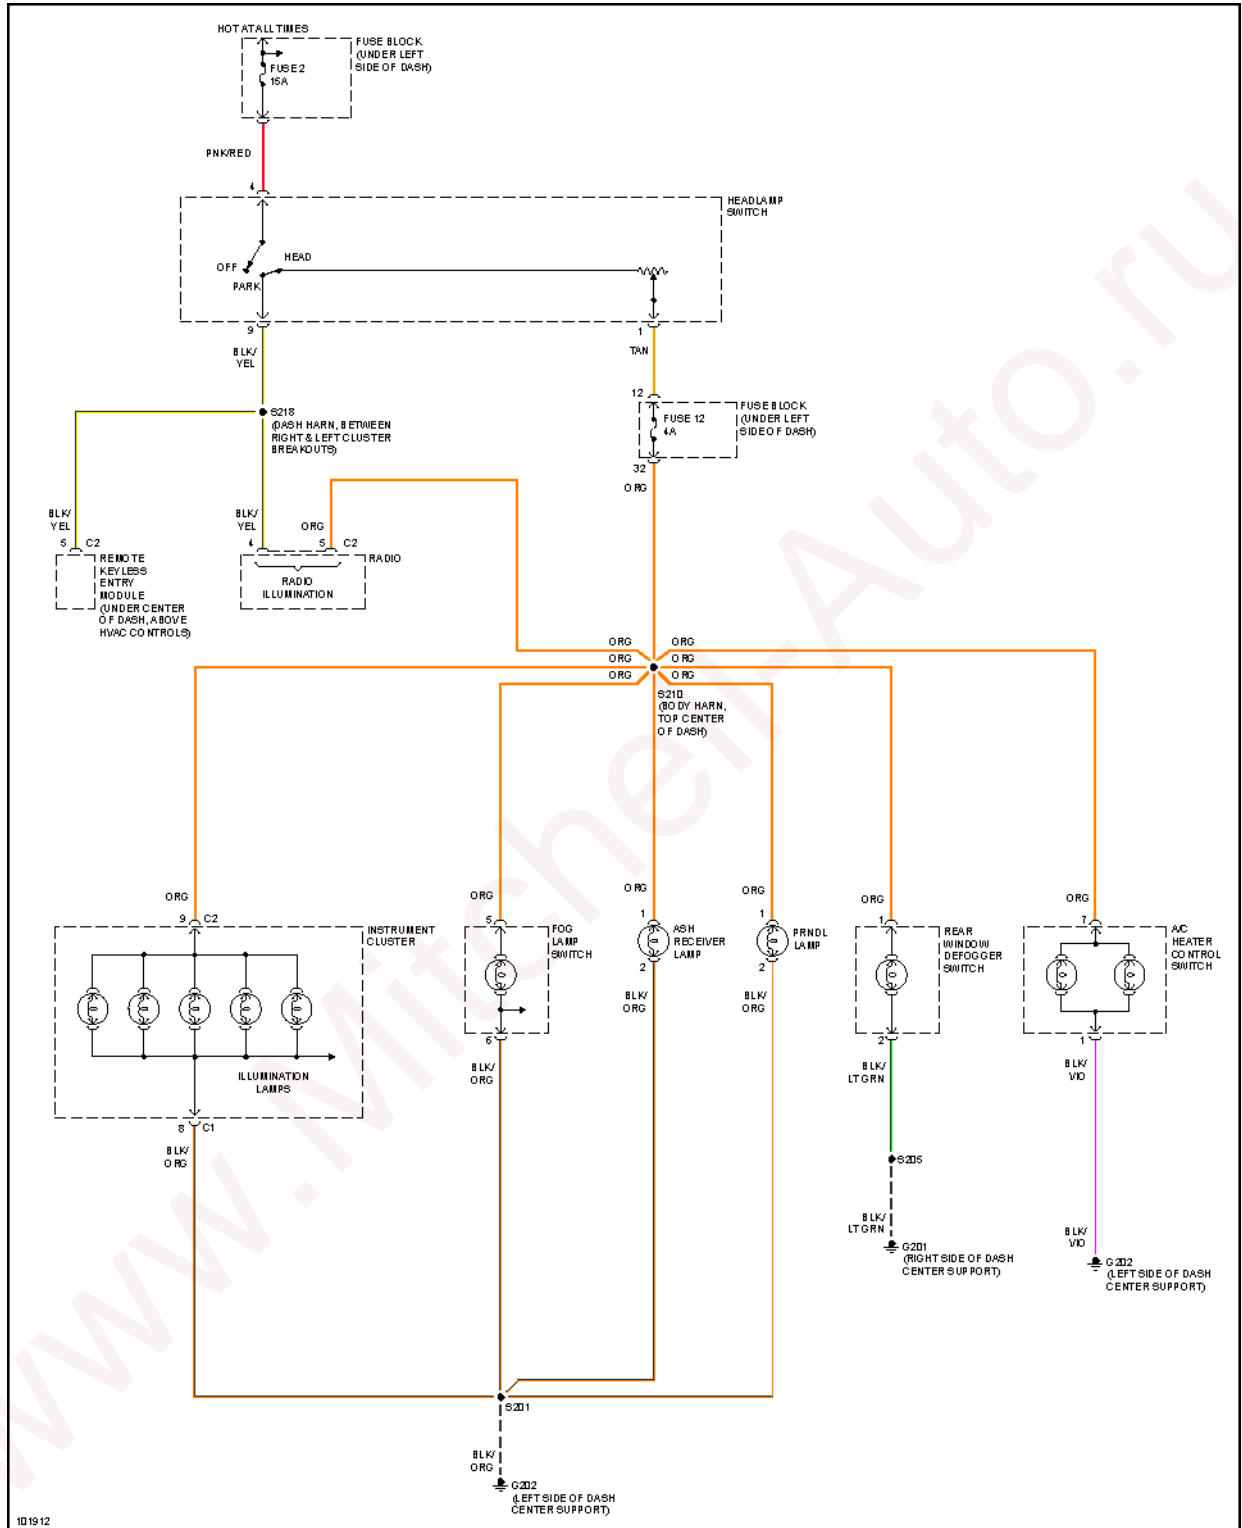 HOT AT ALL TIMES
FUSE BLOCK
(UNDER LEFT
SIDE OF DASH)
FUSE 2
15A
PNK/RED
4
HEADLAMP
SWITCH
OFF
HEAD
PARK
9
1
BLK/
YEL
TAN
S218
(DASH HARN, BETWEEN
RIGHT & LEFT CLUSTER
BREAKOUTS)
12
FUSE 12
4A
FUSE BLOCK
(UNDER LEFT
SIDE OF DASH)
32
ORG
BLK/
YEL
5 C2
REMOTE
KEYLESS
ENTRY
MODULE
(UNDER CENTER
OF DASH, ABOVE
HVAC CONTROLS)
BLK/
YEL
ORG
4
5 C2
RADIO
RADIO
ILLUMINATION
ORG ORG
ORG ORG
ORG ORG
S210
(BODY HARN,
TOP CENTER
OF DASH)
ORG
9 C2
INSTRUMENT
CLUSTER
ILLUMINATION
LAMPS
8 C1
BLK/
ORG
ORG
5
FOG
LAMP
SWITCH
6
BLK/
ORG
ORG
1
ASH
RECEIVER
LAMP
2
BLK/
ORG
ORG
1
PRNDL
LAMP
2
BLK/
ORG
ORG
1
REAR
WINDOW
DEFOGGER
SWITCH
2
BLK/
LT GRN
S205
BLK/
LT GRN
G201
(RIGHT SIDE OF DASH
CENTER SUPPORT)
ORG
7
A/C
HEATER
CONTROL
SWITCH
1
BLK/
VIO
BLK/
VIO
G202
(LEFT SIDE OF DASH
CENTER SUPPORT)
S201
BLK/
ORG
G202
(LEFT SIDE OF DASH
CENTER SUPPORT)
101912
www.Mitchell-Auto.ru